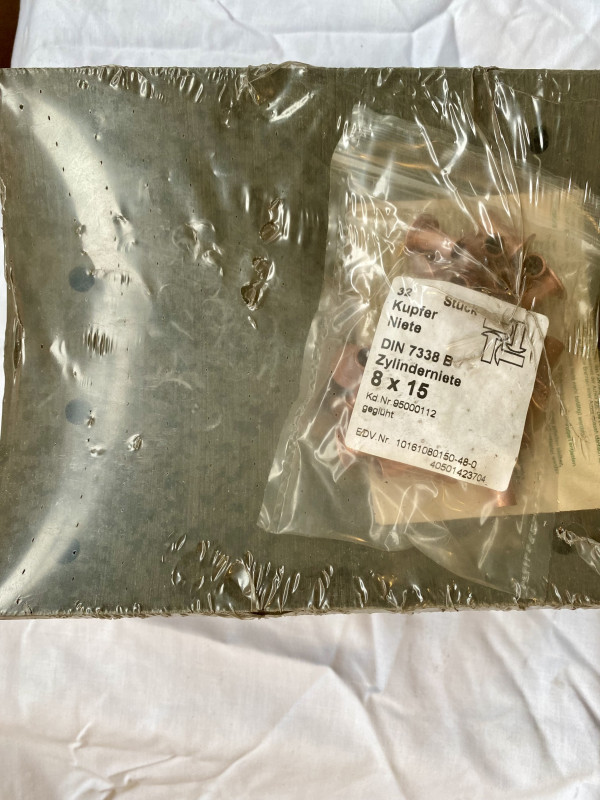 32 Stück
Kupfer
Niete
DIN 7338 B
Zylinderniete
8 x 15
Kd.Nr 95000112
geglüht
EDV.Nr 10161080150-48-0
40501423704